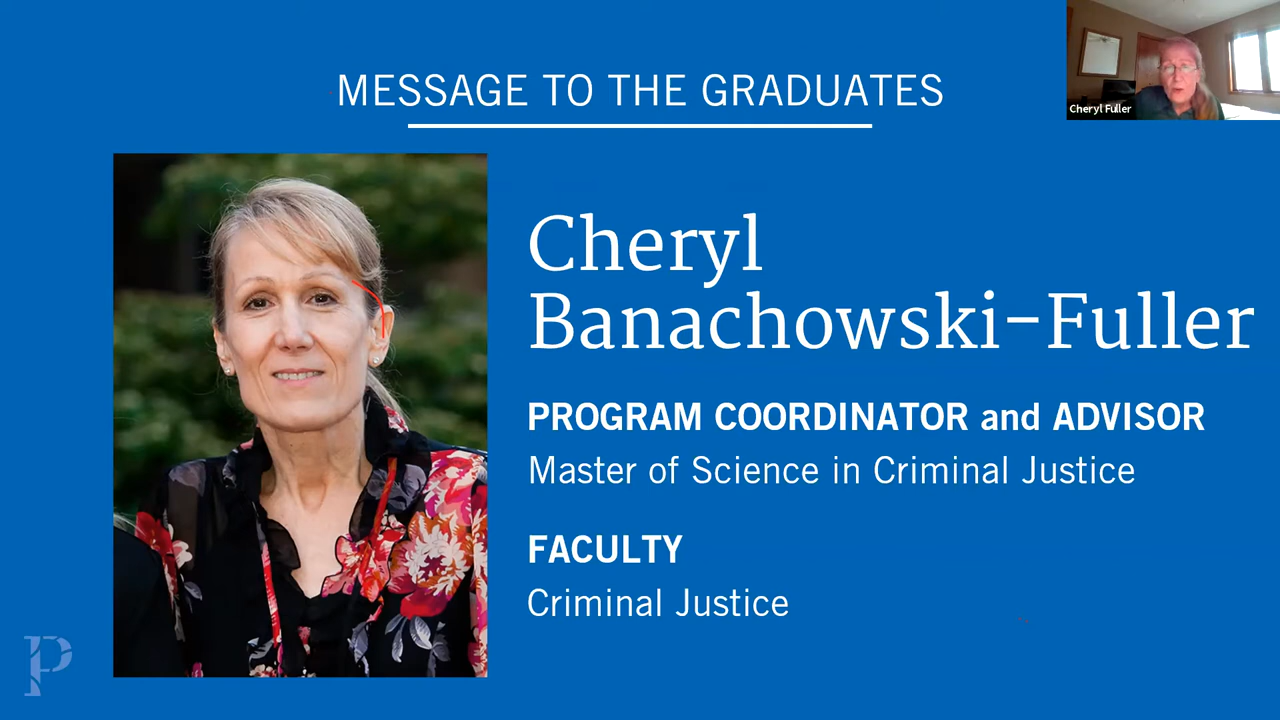 MESSAGE TO THE GRADUATES
Cheryl Fuller
Cheryl
Banachowski-Fuller
PROGRAM COORDINATOR and ADVISOR
Master of Science in Criminal Justice
FACULTY
Criminal Justice
P